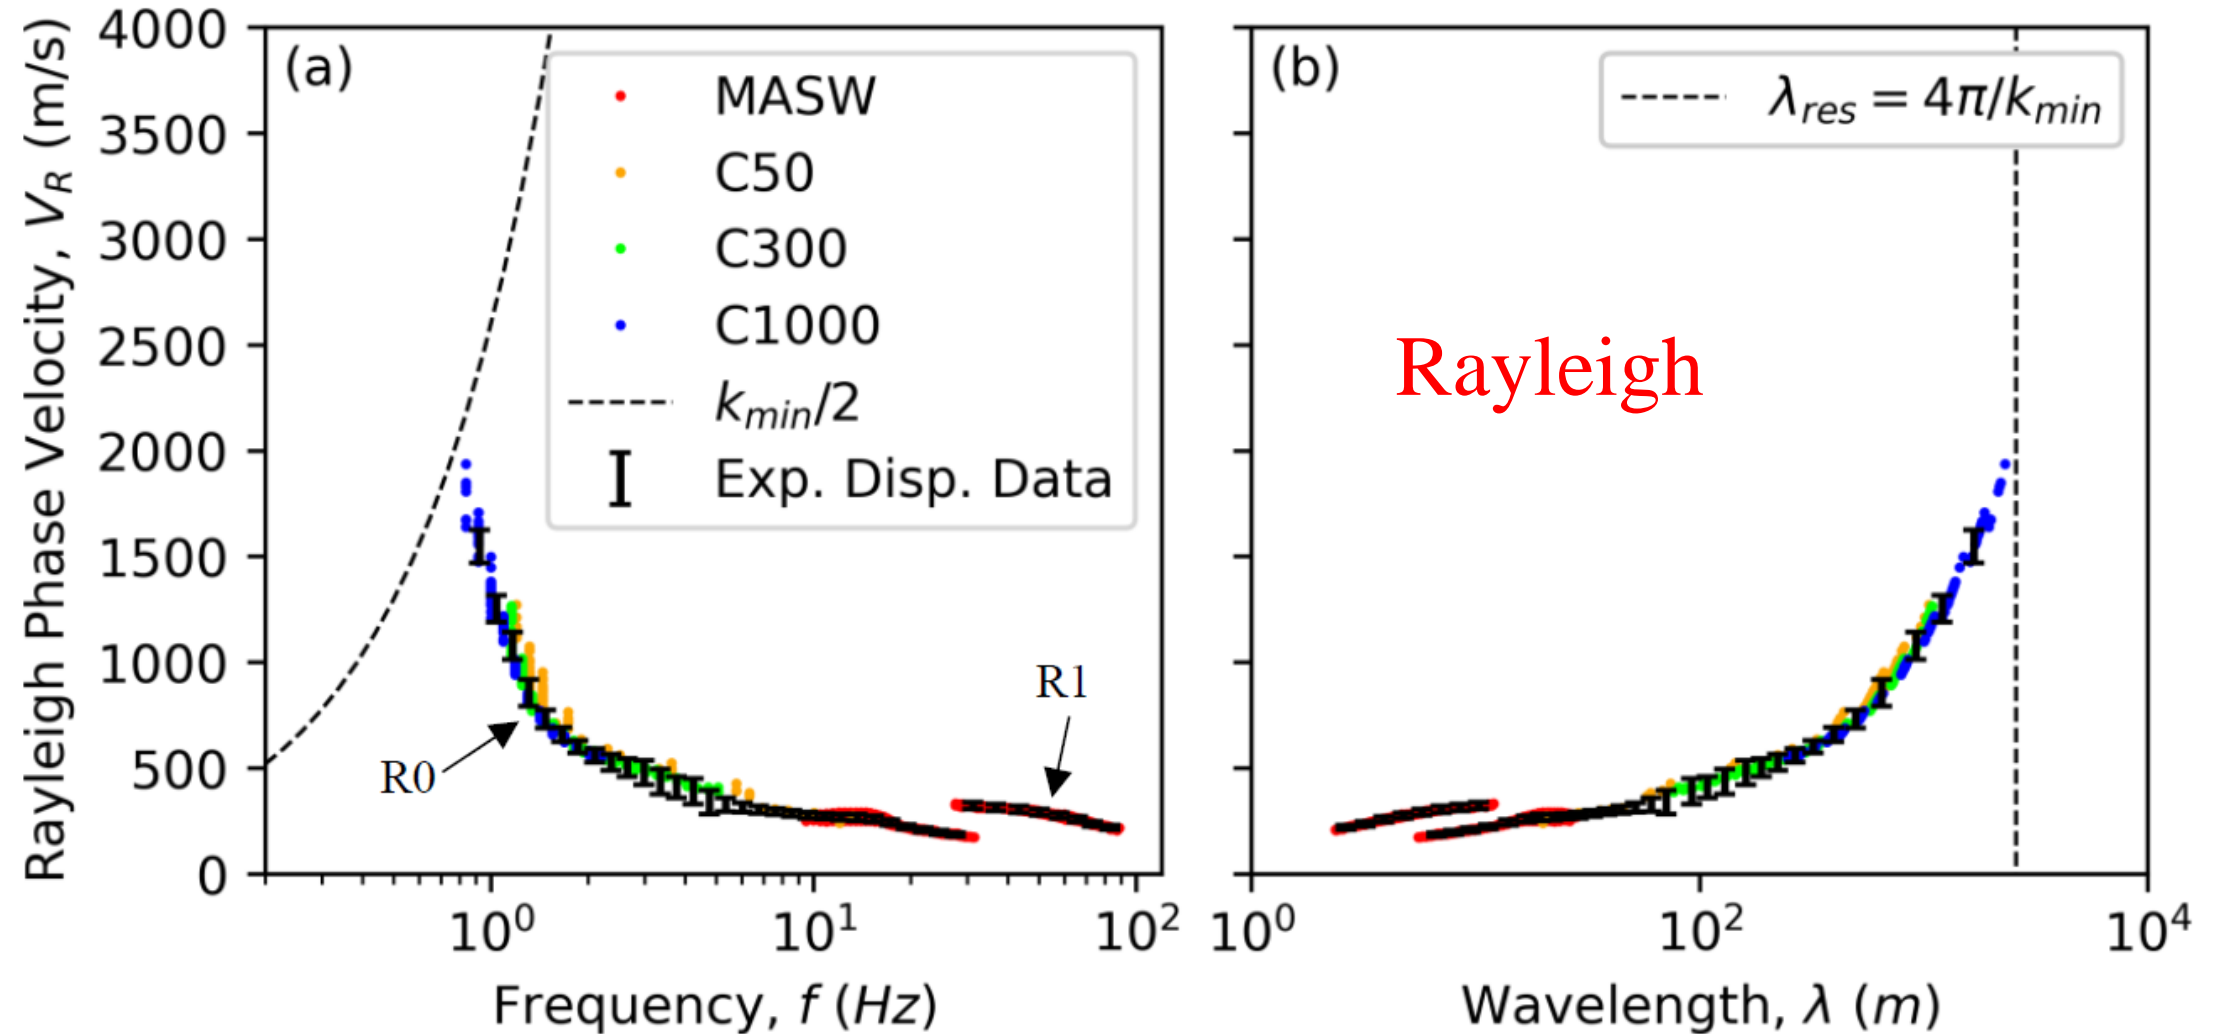 (a)
MASW
C50
C300
C1000
k_min/2
Exp. Disp. Data
R0
R1
Rayleigh Phase Velocity, V_R (m/s)
4000
3500
3000
2500
2000
1500
1000
500
0
10^0
10^1
10^2
Frequency, f (Hz)
(b)
λ_res = 4π/k_min
Rayleigh
10^0
10^2
10^4
Wavelength, λ (m)